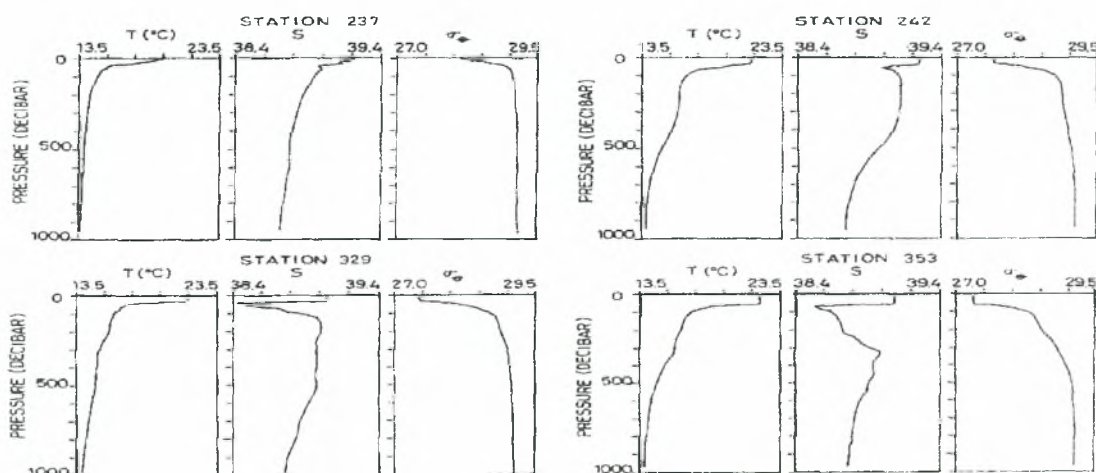 STATION 237
T (°C) S σ_θ
13.5 23.5 38.4 39.4 27.0 29.5
0
PRESSURE (DECIBAR)
500
1000
STATION 242
T (°C) S σ_θ
13.5 23.5 38.4 39.4 27.0 29.5
0
PRESSURE (DECIBAR)
500
1000
STATION 329
T (°C) S σ_θ
13.5 23.5 38.4 39.4 27.0 29.5
0
PRESSURE (DECIBAR)
500
1000
STATION 353
T (°C) S σ_θ
13.5 23.5 38.4 39.4 27.0 29.5
0
PRESSURE (DECIBAR)
500
1000